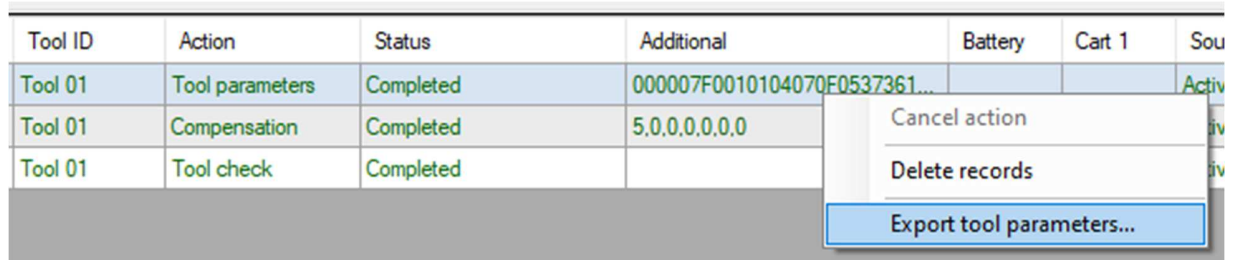 Tool ID Action Status Additional Battery Cart 1 Sou
Tool 01 Tool parameters Completed 000007F0010104070F0537361... Activ
Cancel action
Tool 01 Compensation Completed 5,0,0,0,0,0,0 tiv
Delete records
Tool 01 Tool check Completed tiv
Export tool parameters...